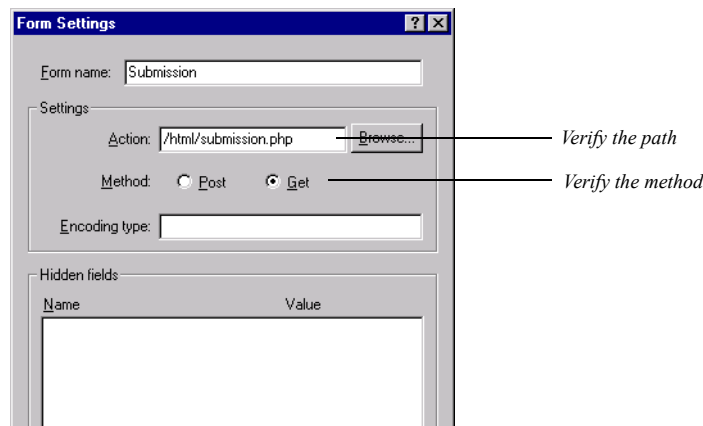 Form Settings
Form name: Submission
Settings
Action: /html/submission.php Browse... Verify the path
Method: Post Get Verify the method
Encoding type:
Hidden fields
Name Value